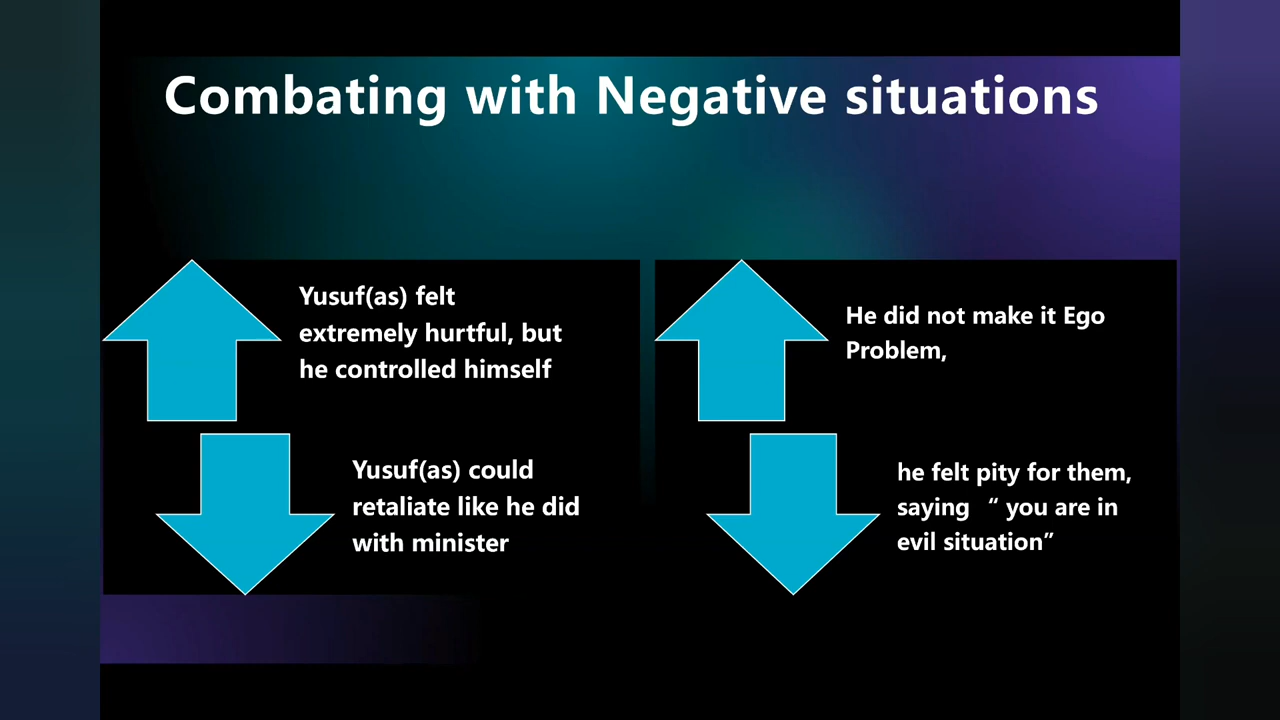 Combating with Negative situations
Yusuf(as) felt
extremely hurtful, but
he controlled himself
Yusuf(as) could
retaliate like he did
with minister
He did not make it Ego
Problem,
he felt pity for them,
saying “ you are in
evil situation”